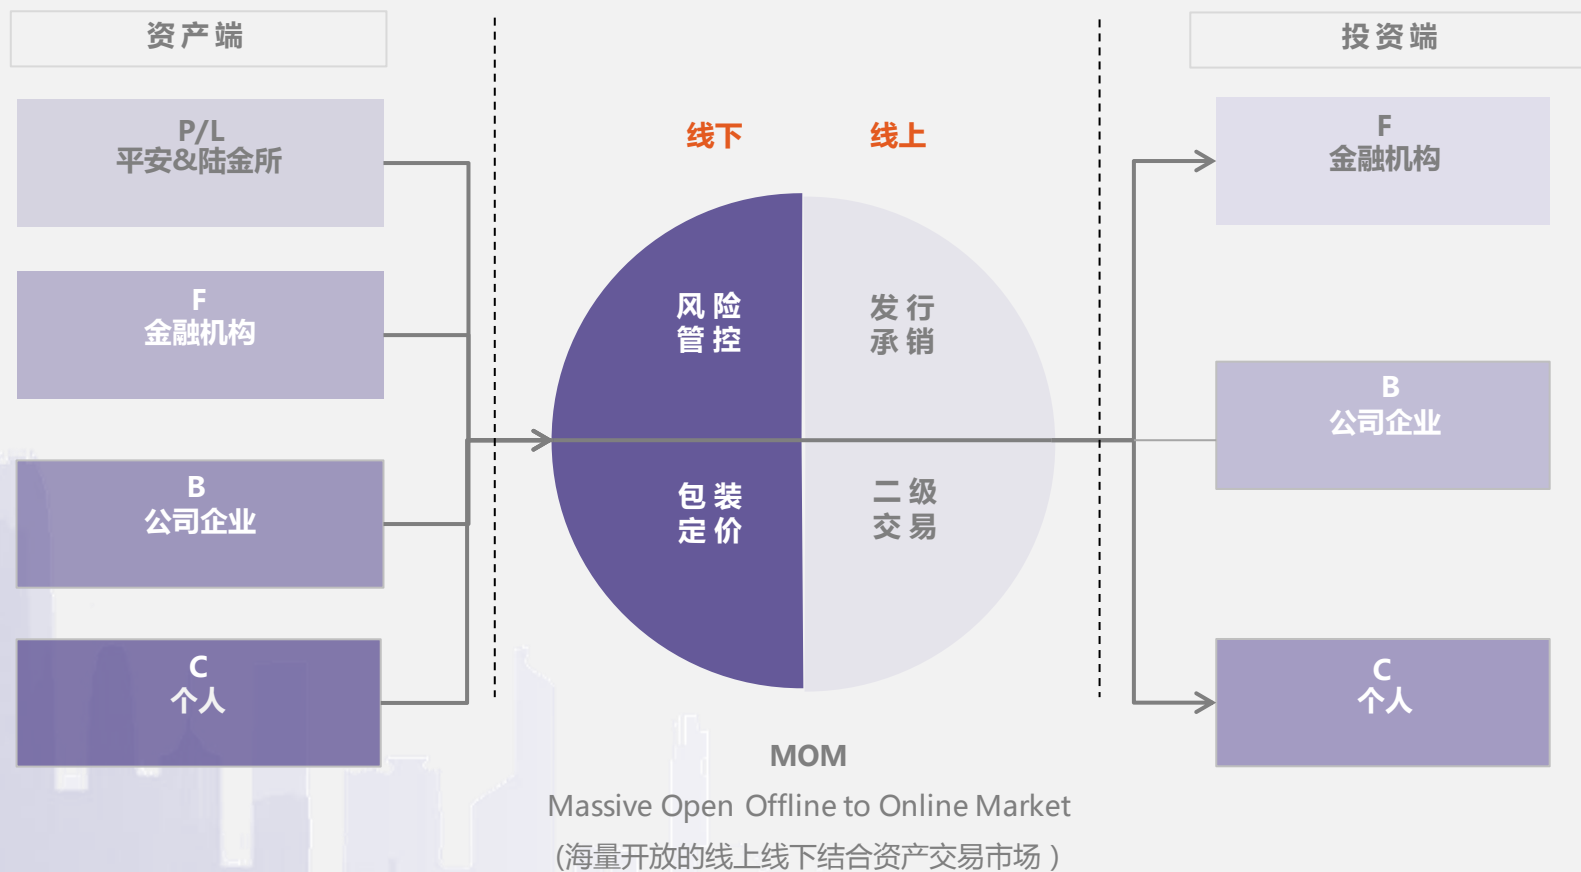 资产端
P/L
平安&陆金所
F
金融机构
B
公司企业
C
个人
线下
线上
风险
管控
发行
承销
包装
定价
二级
交易
MOM
Massive Open Offline to Online Market
(海量开放的线上线下结合资产交易市场）
投资端
F
金融机构
B
公司企业
C
个人